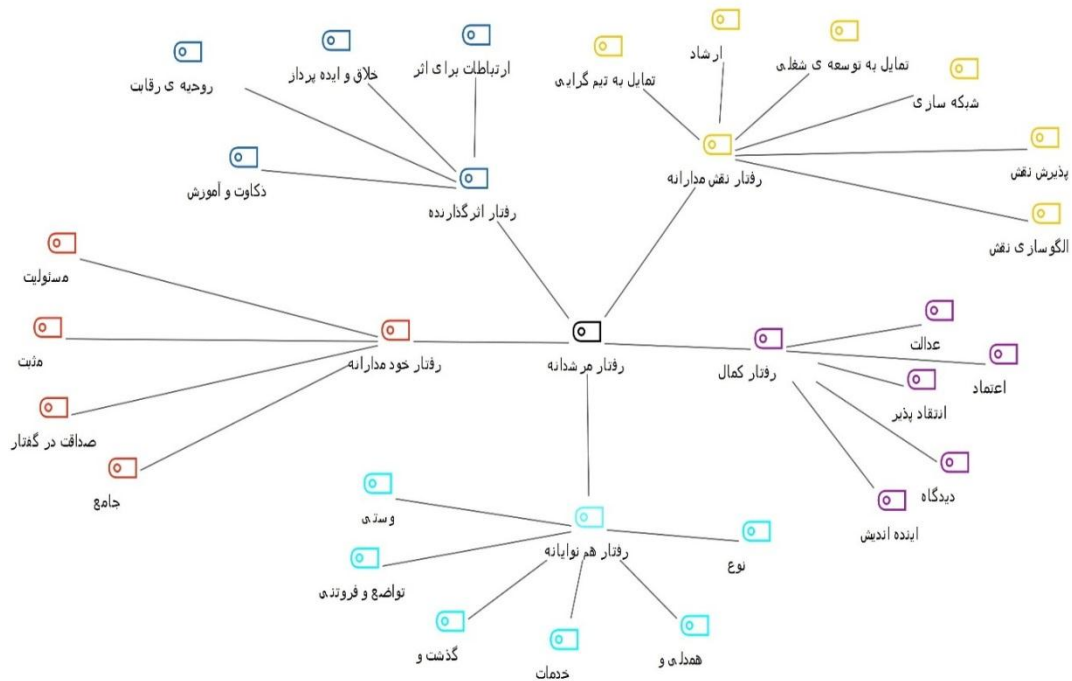 ارتباطات برای اثر
خلاق و ایده پرداز
روحیه ی رقابت
ذکاوت و آموزش
رفتار اثرگذارنده
ارشاد
تمایل به توسعه ی شغلی
تمایل به تیم گرایی
شبکه سازی
پذیرش نقش
الگوسازی نقش
رفتار نقش مدارانه
مسئولیت
مثبت
صداقت در گفتار
جامع
رفتار خود مدارانه
رفتار مرشدانه
رفتار کمال
عدالت
اعتماد
انتقاد پذیر
دیدگاه
اینده اندیش
وستی
رفتار هم نوایانه
نوع
تواضع و فروتنی
گذشت و
خدمات
همدلی و